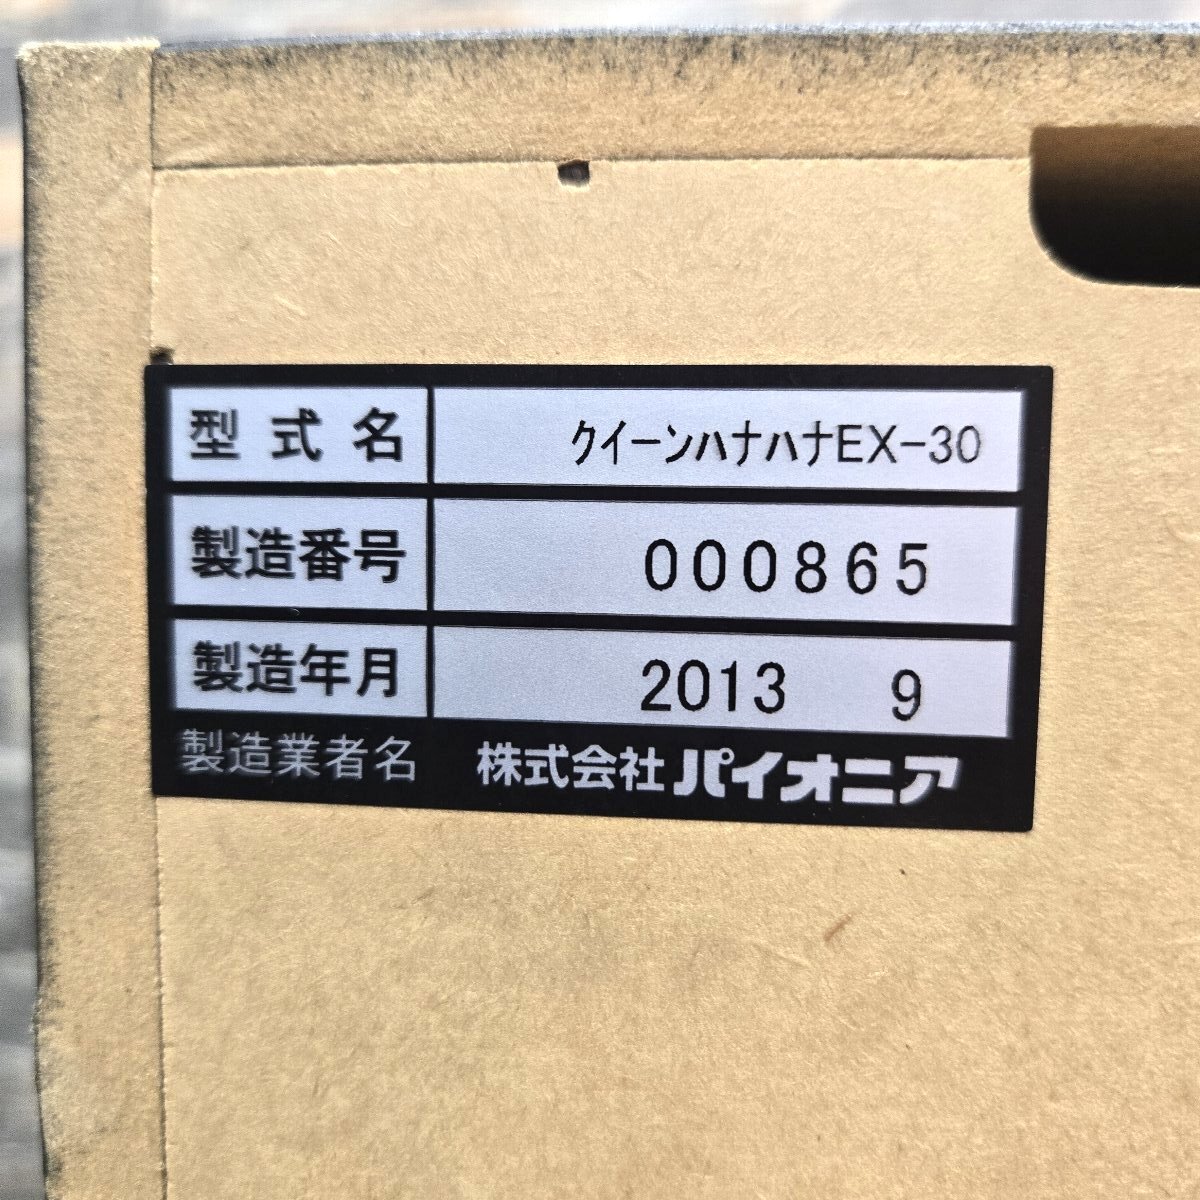 型式名 クイーンハナハナEX-30
製造番号 000865
製造年月 2013 9
製造業者名 株式会社パイオニア